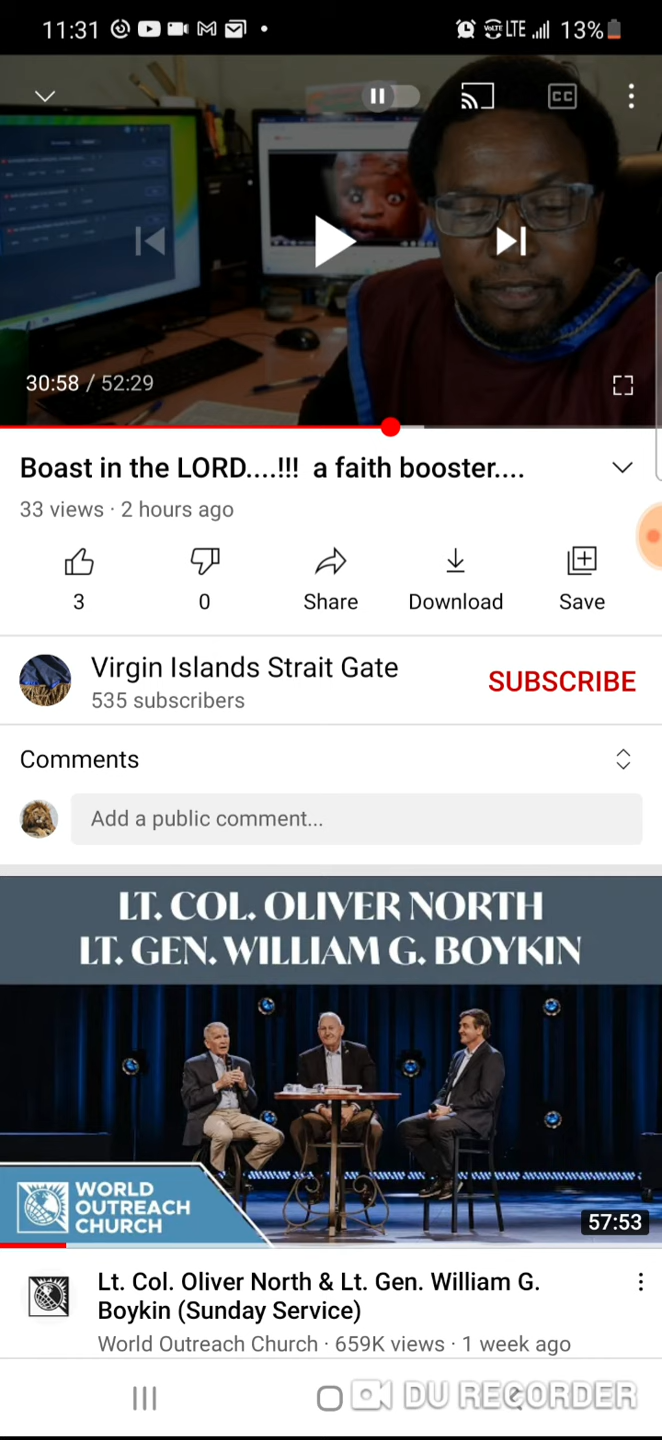 11:31
LTE
13%
CC
30:58 / 52:29
Boast in the LORD....!!! a faith booster....
33 views · 2 hours ago
3
0
Share
Download
Save
Virgin Islands Strait Gate
535 subscribers
SUBSCRIBE
Comments
Add a public comment...
LT. COL. OLIVER NORTH
LT. GEN. WILLIAM G. BOYKIN
WORLD
OUTREACH
CHURCH
57:53
Lt. Col. Oliver North & Lt. Gen. William G.
Boykin (Sunday Service)
World Outreach Church · 659K views · 1 week ago
DU RECORDER